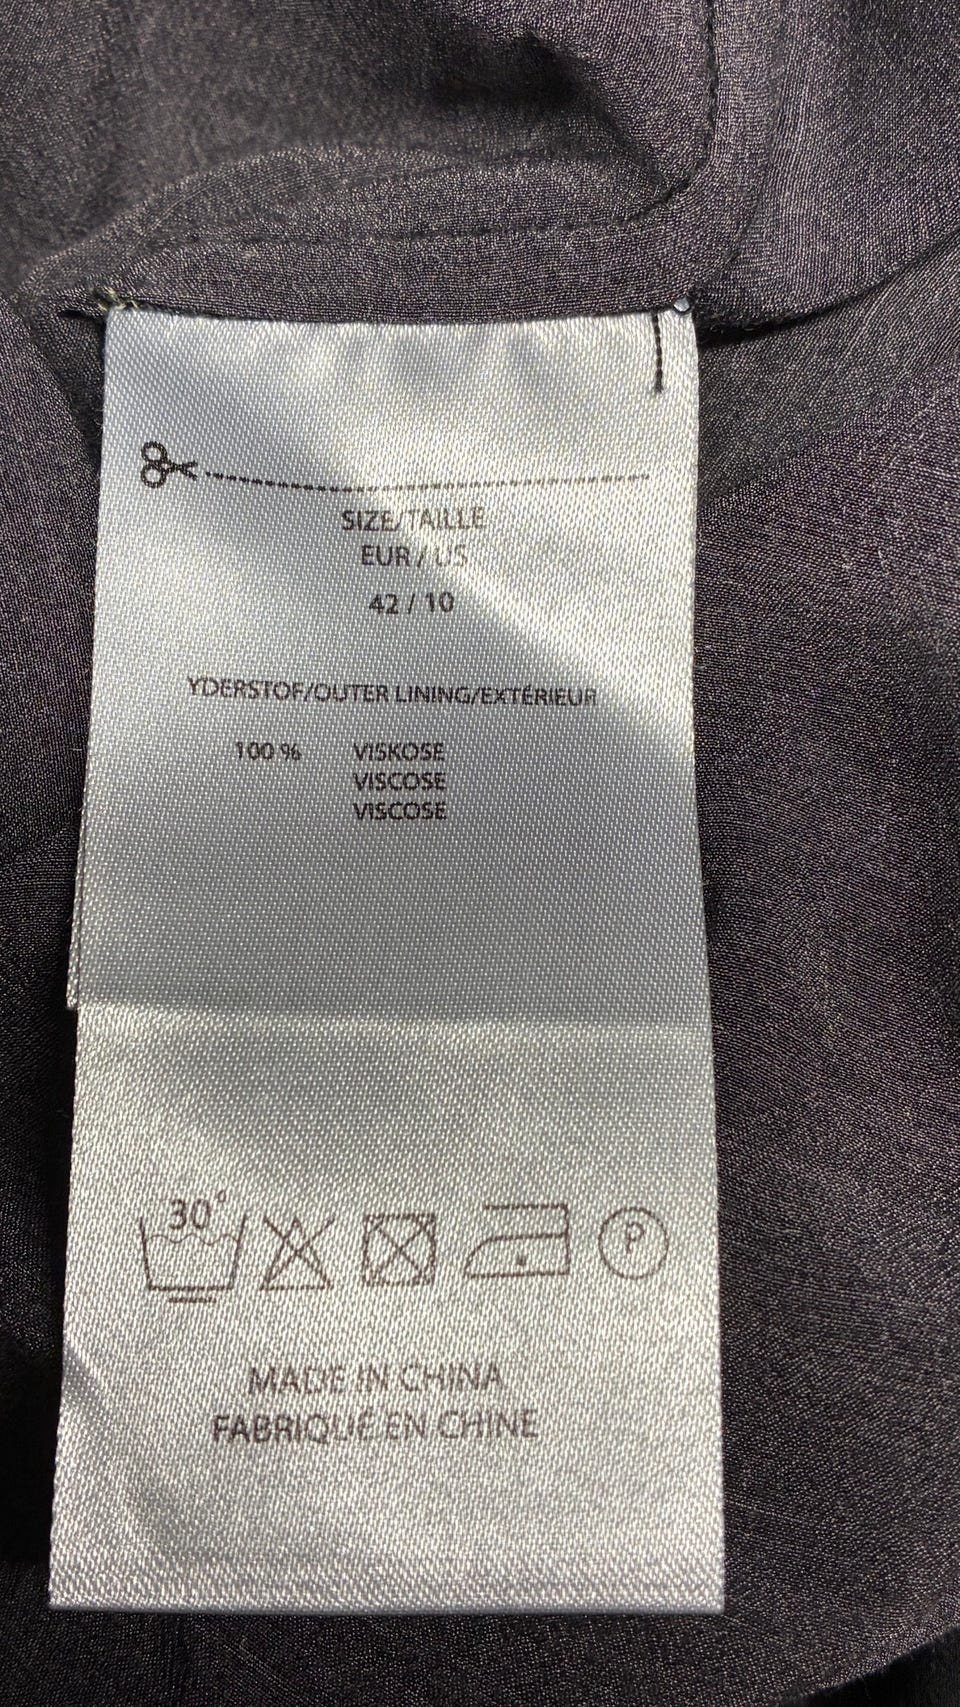 SIZE/TAILLE
EUR / US
42 / 10
YDERSTOF/OUTER LINING/EXTÉRIEUR
100 % VISKOSE
VISCOSE
VISCOSE
30°
P
MADE IN CHINA
FABRIQUÉ EN CHINE